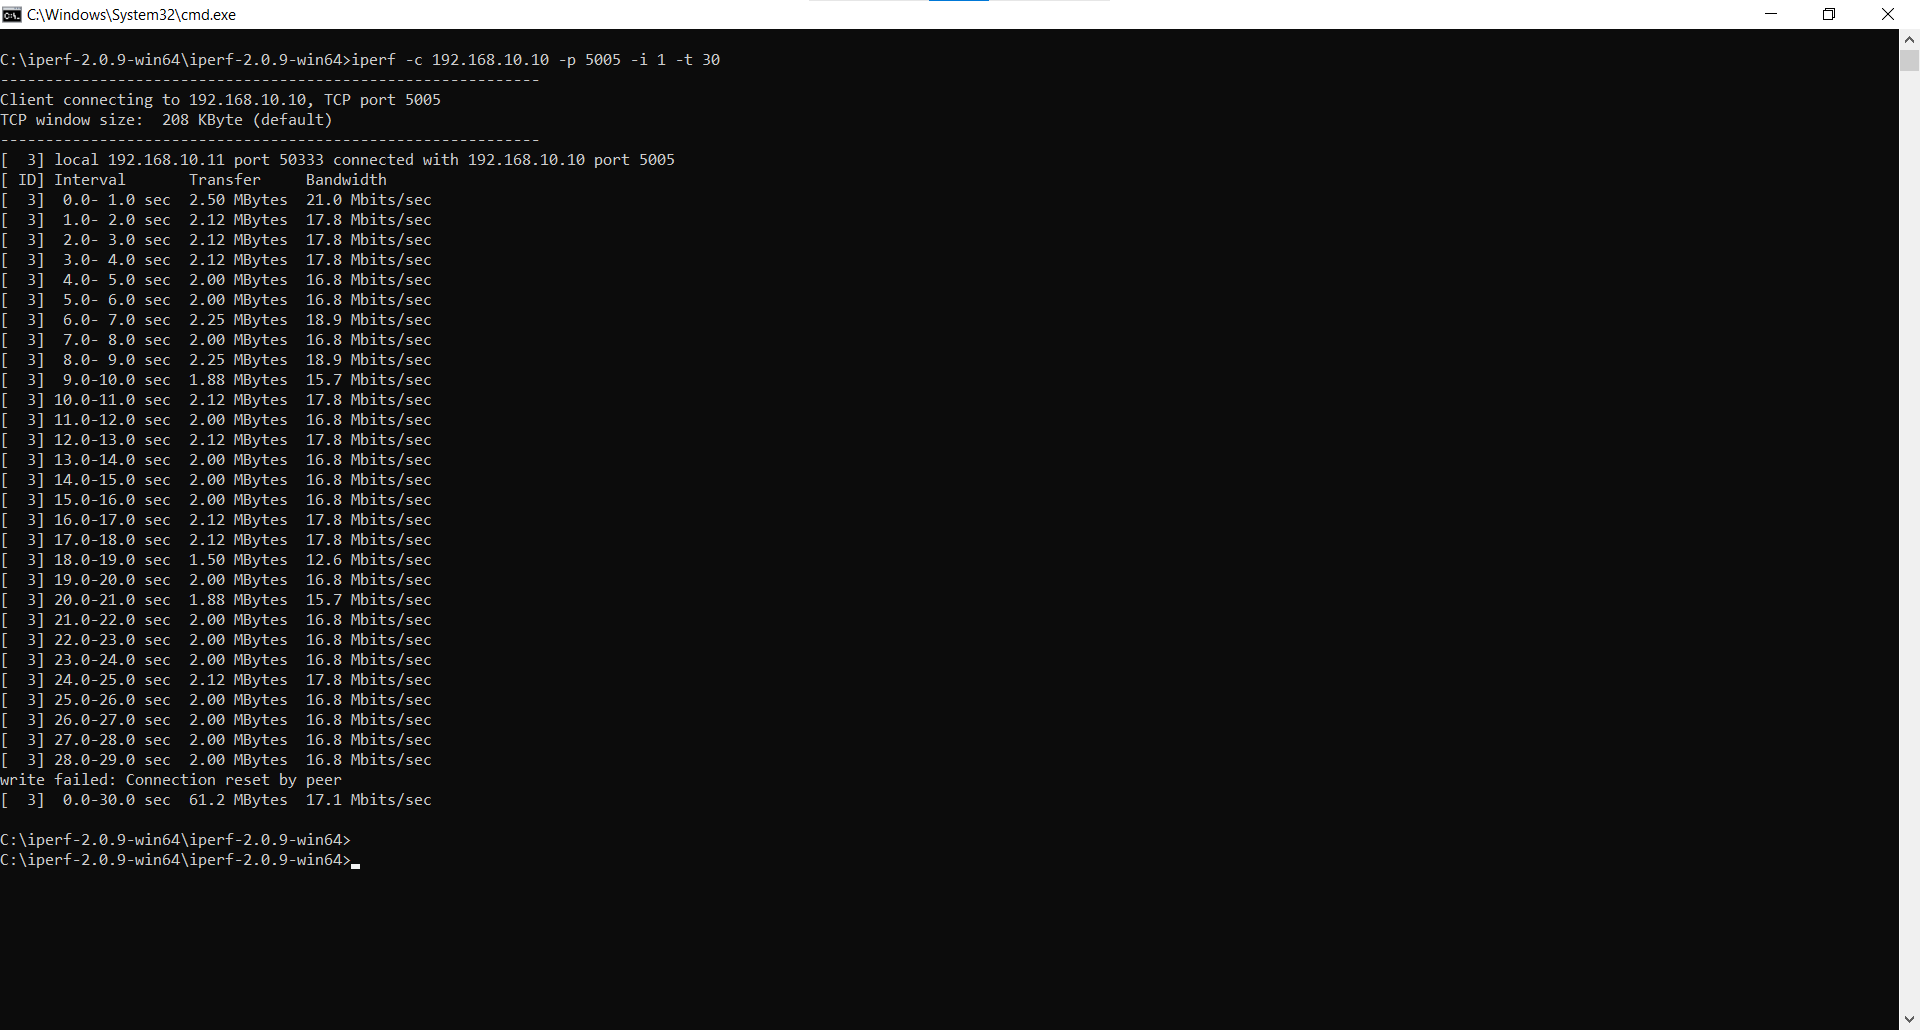 C:\Windows\System32\cmd.exe
C:\iperf-2.0.9-win64\iperf-2.0.9-win64>iperf -c 192.168.10.10 -p 5005 -i 1 -t 30
------------------------------------------------------------
Client connecting to 192.168.10.10, TCP port 5005
TCP window size:  208 KByte (default)
------------------------------------------------------------
[  3] local 192.168.10.11 port 50333 connected with 192.168.10.10 port 5005
[ ID] Interval       Transfer     Bandwidth
[  3]  0.0- 1.0 sec  2.50 MBytes  21.0 Mbits/sec
[  3]  1.0- 2.0 sec  2.12 MBytes  17.8 Mbits/sec
[  3]  2.0- 3.0 sec  2.12 MBytes  17.8 Mbits/sec
[  3]  3.0- 4.0 sec  2.12 MBytes  17.8 Mbits/sec
[  3]  4.0- 5.0 sec  2.00 MBytes  16.8 Mbits/sec
[  3]  5.0- 6.0 sec  2.00 MBytes  16.8 Mbits/sec
[  3]  6.0- 7.0 sec  2.25 MBytes  18.9 Mbits/sec
[  3]  7.0- 8.0 sec  2.00 MBytes  16.8 Mbits/sec
[  3]  8.0- 9.0 sec  2.25 MBytes  18.9 Mbits/sec
[  3]  9.0-10.0 sec  1.88 MBytes  15.7 Mbits/sec
[  3] 10.0-11.0 sec  2.12 MBytes  17.8 Mbits/sec
[  3] 11.0-12.0 sec  2.00 MBytes  16.8 Mbits/sec
[  3] 12.0-13.0 sec  2.12 MBytes  17.8 Mbits/sec
[  3] 13.0-14.0 sec  2.00 MBytes  16.8 Mbits/sec
[  3] 14.0-15.0 sec  2.00 MBytes  16.8 Mbits/sec
[  3] 15.0-16.0 sec  2.00 MBytes  16.8 Mbits/sec
[  3] 16.0-17.0 sec  2.12 MBytes  17.8 Mbits/sec
[  3] 17.0-18.0 sec  2.12 MBytes  17.8 Mbits/sec
[  3] 18.0-19.0 sec  1.50 MBytes  12.6 Mbits/sec
[  3] 19.0-20.0 sec  2.00 MBytes  16.8 Mbits/sec
[  3] 20.0-21.0 sec  1.88 MBytes  15.7 Mbits/sec
[  3] 21.0-22.0 sec  2.00 MBytes  16.8 Mbits/sec
[  3] 22.0-23.0 sec  2.00 MBytes  16.8 Mbits/sec
[  3] 23.0-24.0 sec  2.00 MBytes  16.8 Mbits/sec
[  3] 24.0-25.0 sec  2.12 MBytes  17.8 Mbits/sec
[  3] 25.0-26.0 sec  2.00 MBytes  16.8 Mbits/sec
[  3] 26.0-27.0 sec  2.00 MBytes  16.8 Mbits/sec
[  3] 27.0-28.0 sec  2.00 MBytes  16.8 Mbits/sec
[  3] 28.0-29.0 sec  2.00 MBytes  16.8 Mbits/sec
write failed: Connection reset by peer
[  3]  0.0-30.0 sec  61.2 MBytes  17.1 Mbits/sec
C:\iperf-2.0.9-win64\iperf-2.0.9-win64>
C:\iperf-2.0.9-win64\iperf-2.0.9-win64>